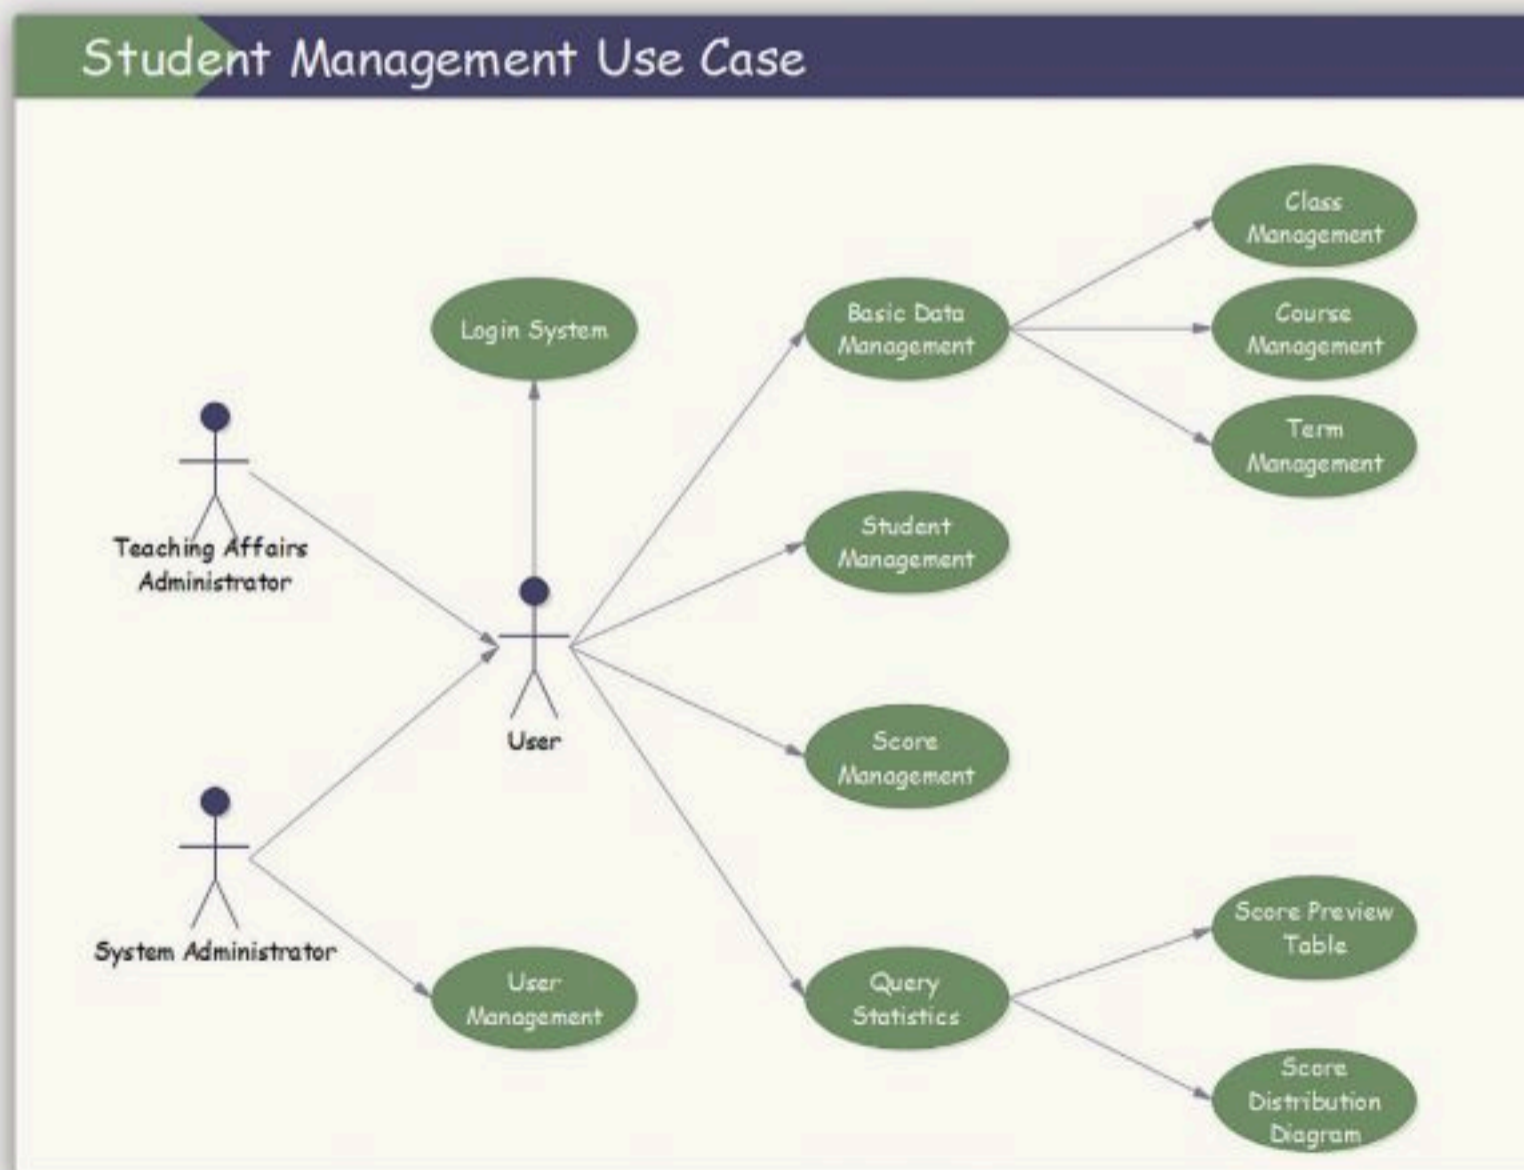 Student Management Use Case
Class
Management
Login System
Basic Data
Management
Course
Management
Term
Management
Teaching Affairs
Administrator
Student
Management
User
Score
Management
System Administrator
User
Management
Query
Statistics
Score Preview
Table
Score
Distribution
Diagram